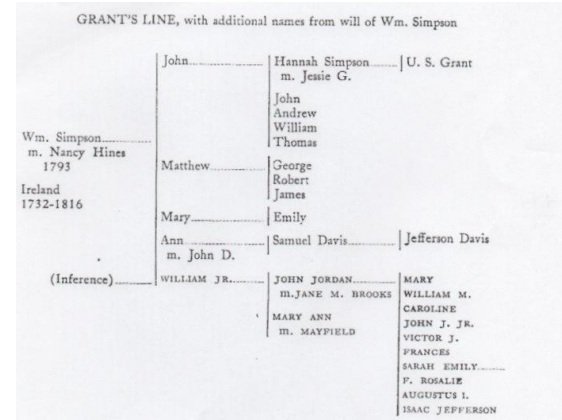 GRANT'S LINE, with additional names from will of Wm. Simpson
John
Hannah Simpson
U. S. Grant
m. Jessie G.
John
Andrew
William
Thomas
Wm. Simpson
m. Nancy Hines
1793
Ireland
1732-1816
Matthew
George
Robert
James
Mary
Emily
Ann
m. John D.
Samuel Davis
Jefferson Davis
(Inference)
WILLIAM JR.
JOHN JORDAN
m.JANE M. BROOKS
MARY ANN
m. MAYFIELD
MARY
WILLIAM M.
CAROLINE
JOHN J. JR.
VICTOR J.
FRANCES
SARAH EMILY
F. ROSALIE
AUGUSTUS I.
ISAAC JEFFERSON